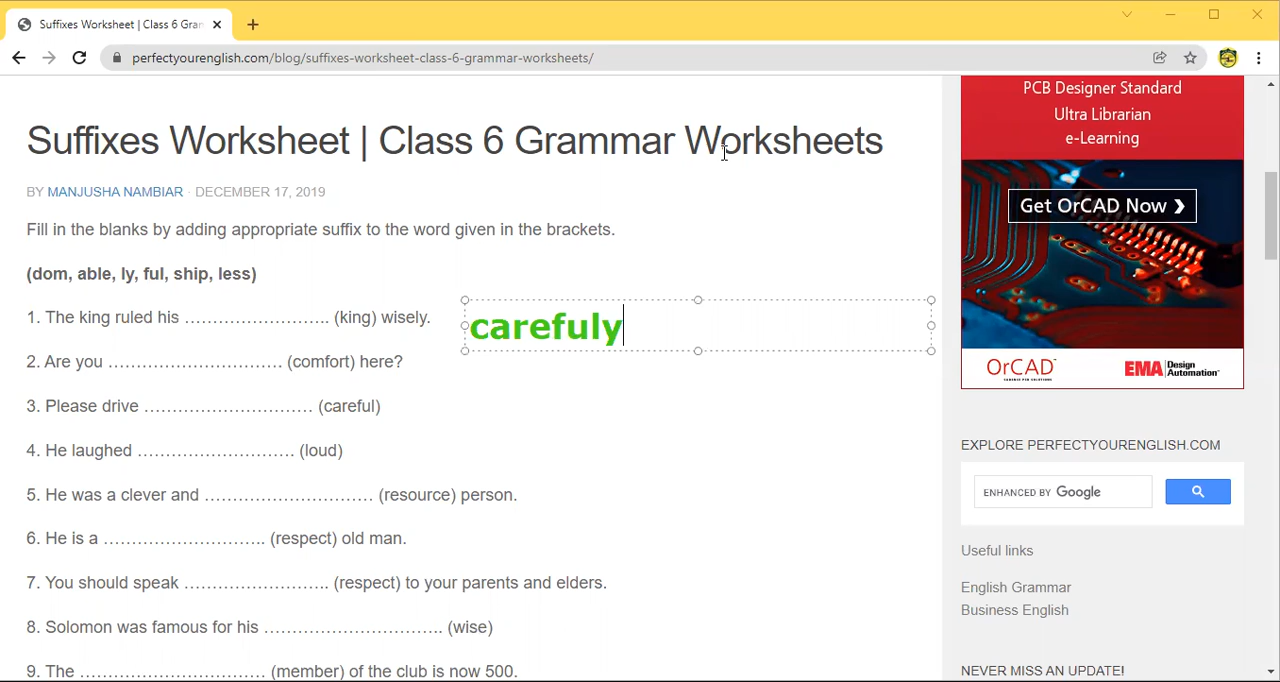 Suffixes Worksheet | Class 6 Gra
perfectyourenglish.com/blog/suffixes-worksheet-class-6-grammar-worksheets/
Suffixes Worksheet | Class 6 Grammar Worksheets
BY MANJUSHA NAMBIAR · DECEMBER 17, 2019
Fill in the blanks by adding appropriate suffix to the word given in the brackets.
(dom, able, ly, ful, ship, less)
1. The king ruled his …………………….. (king) wisely.
carefuly
2. Are you …………………………. (comfort) here?
3. Please drive ………………………… (careful)
4. He laughed ………………………. (loud)
5. He was a clever and ………………………… (resource) person.
6. He is a ……………………….. (respect) old man.
7. You should speak …………………….. (respect) to your parents and elders.
8. Solomon was famous for his ………………………….. (wise)
9. The …………………………… (member) of the club is now 500.
PCB Designer Standard
Ultra Librarian
e-Learning
Get OrCAD Now ❯
OrCAD
CADENCE PCB SOLUTIONS
EMA Design Automation
EXPLORE PERFECTYOURENGLISH.COM
ENHANCED BY Google
Useful links
English Grammar
Business English
NEVER MISS AN UPDATE!